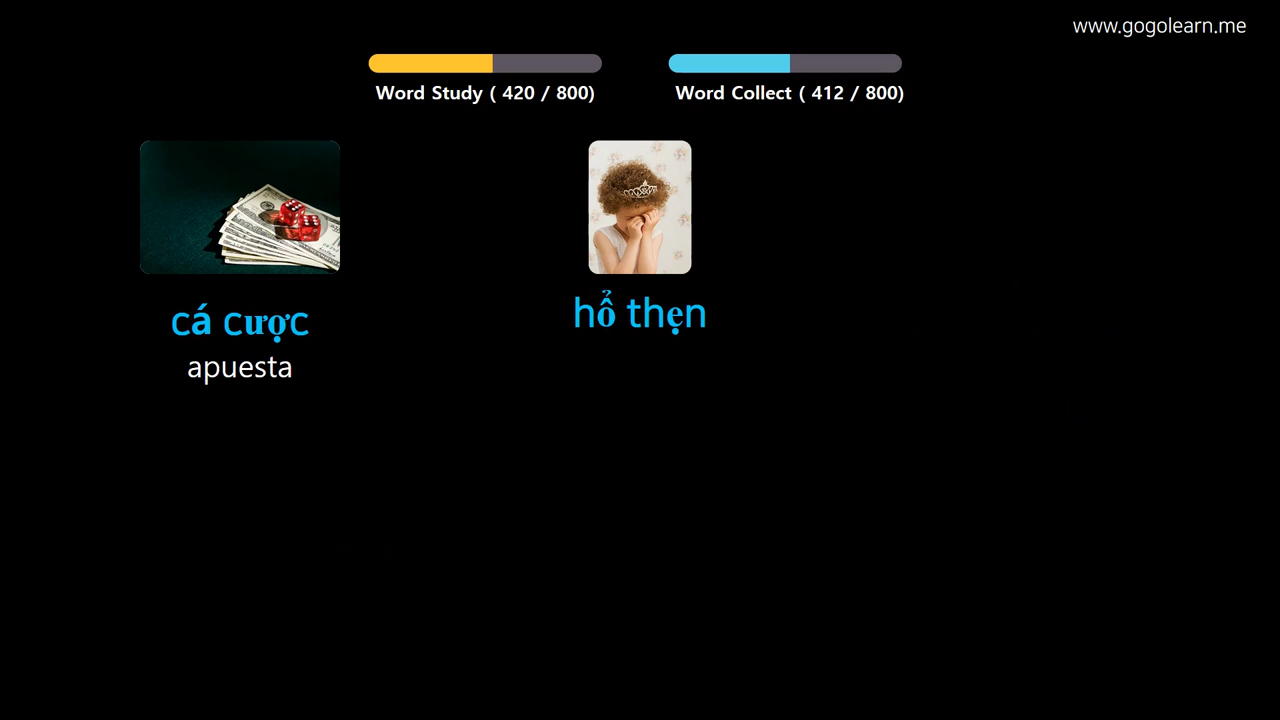 www.gogolearn.me
Word Study ( 420 / 800)
Word Collect ( 412 / 800)
cá cược
apuesta
hổ thẹn